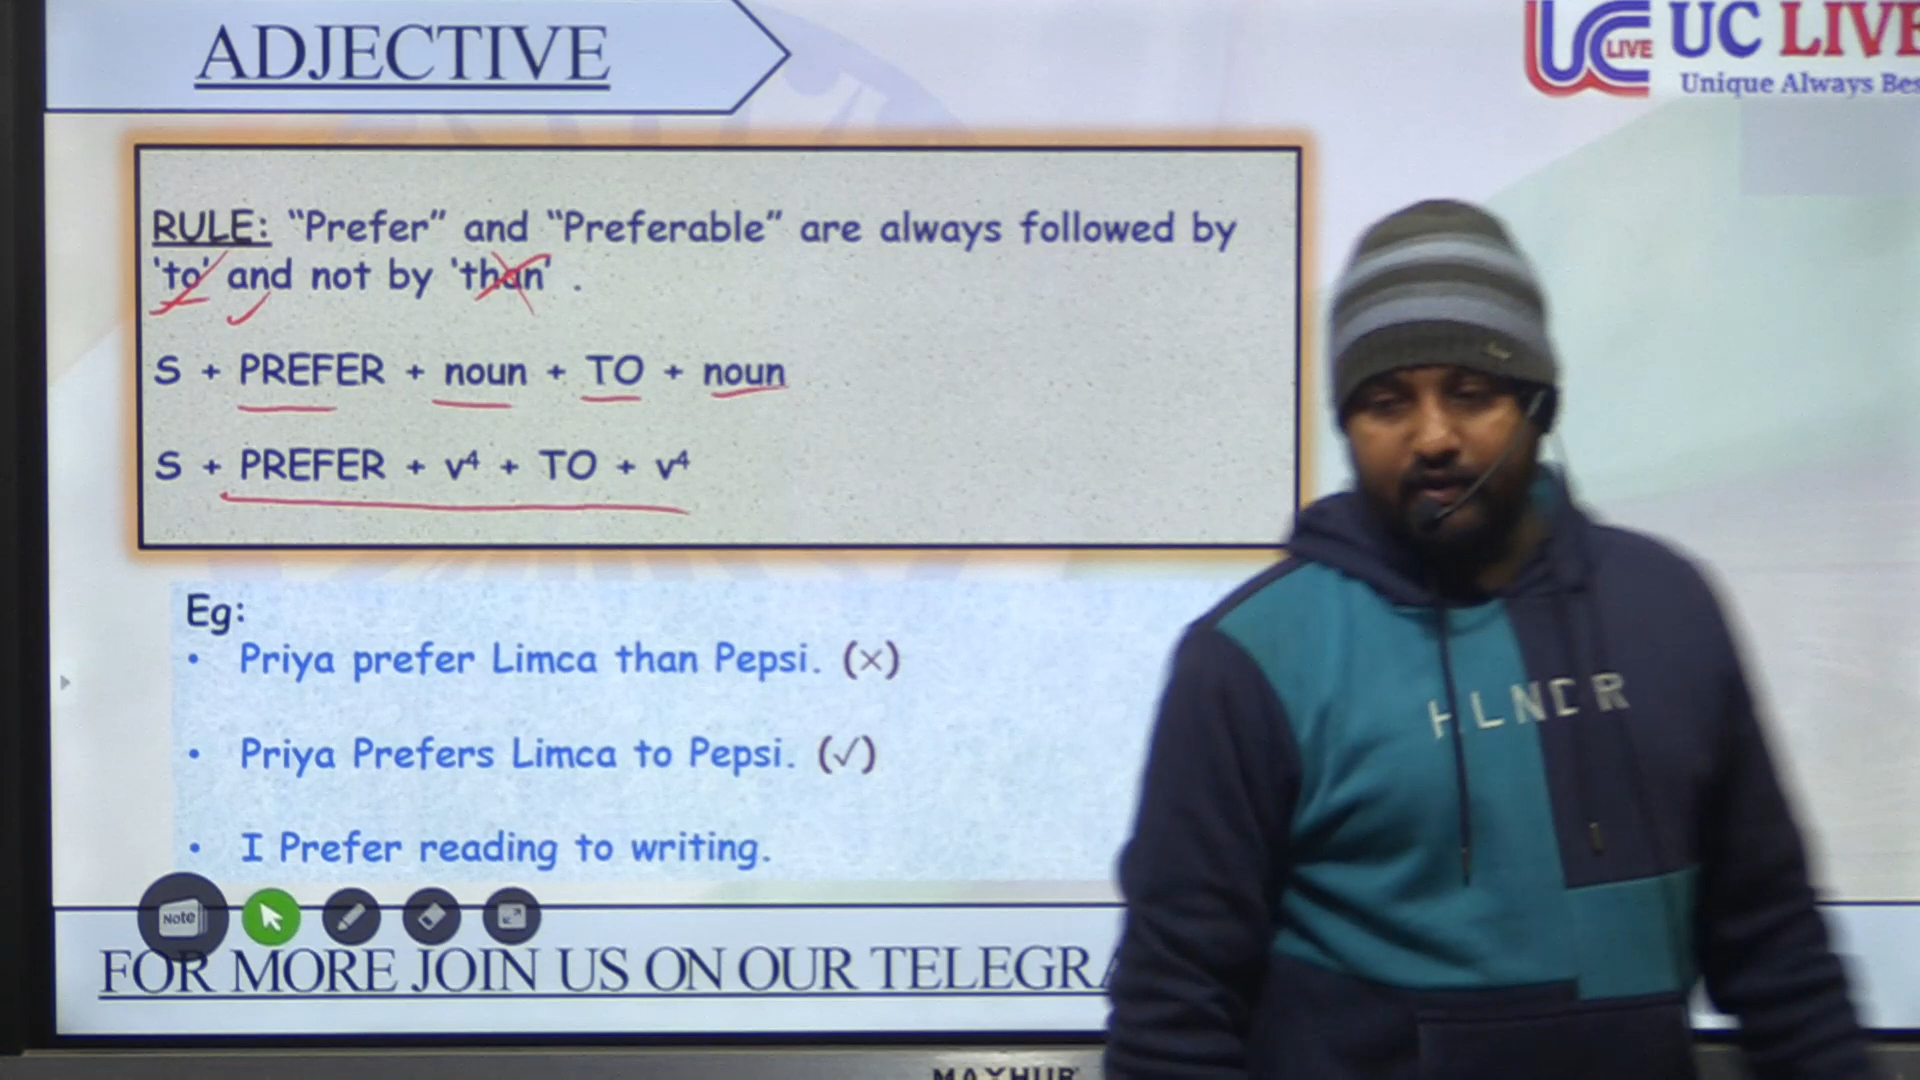 ADJECTIVE
UC LIVE
LIVE
Unique Always Bes
RULE: “Prefer” and “Preferable” are always followed by
‘to’ and not by ‘than’ .
S + PREFER + noun + TO + noun
S + PREFER + v⁴ + TO + v⁴
Eg:
• Priya prefer Limca than Pepsi. (×)
• Priya Prefers Limca to Pepsi. (✓)
• I Prefer reading to writing.
Note
FOR MORE JOIN US ON OUR TELEGRA
HLNDR
MAXHUB